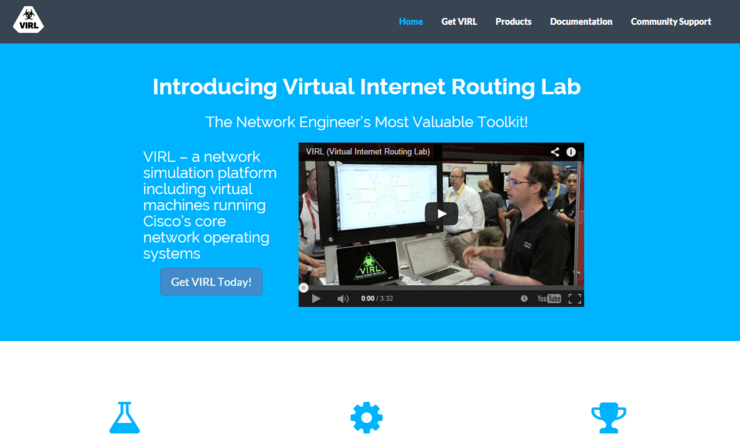 VIRL
Home
Get VIRL
Products
Documentation
Community Support
Introducing Virtual Internet Routing Lab
The Network Engineer's Most Valuable Toolkit!
VIRL – a network
simulation platform
including virtual
machines running
Cisco's core
network operating
systems
Get VIRL Today!
VIRL (Virtual Internet Routing Lab)
VIRL
0:00 / 3:32
YouTube